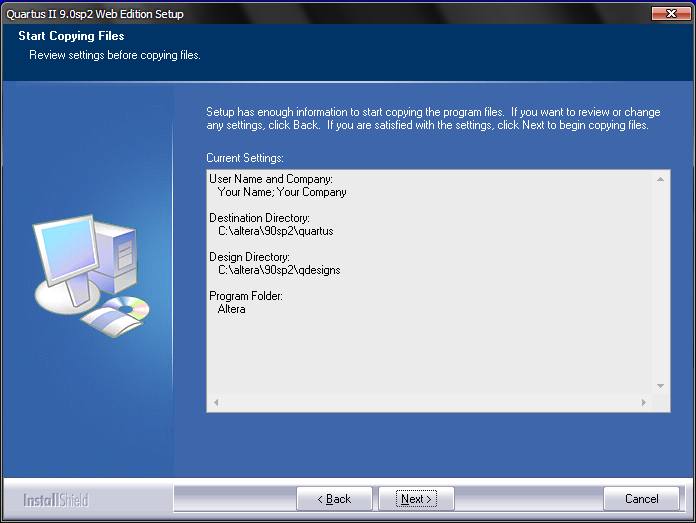 Quartus II 9.0sp2 Web Edition Setup
Start Copying Files
Review settings before copying files.
Setup has enough information to start copying the program files. If you want to review or change
any settings, click Back. If you are satisfied with the settings, click Next to begin copying files.
Current Settings:
User Name and Company:
Your Name; Your Company
Destination Directory:
C:\altera\90sp2\quartus
Design Directory:
C:\altera\90sp2\qdesigns
Program Folder:
Altera
InstallShield
< Back
Next >
Cancel